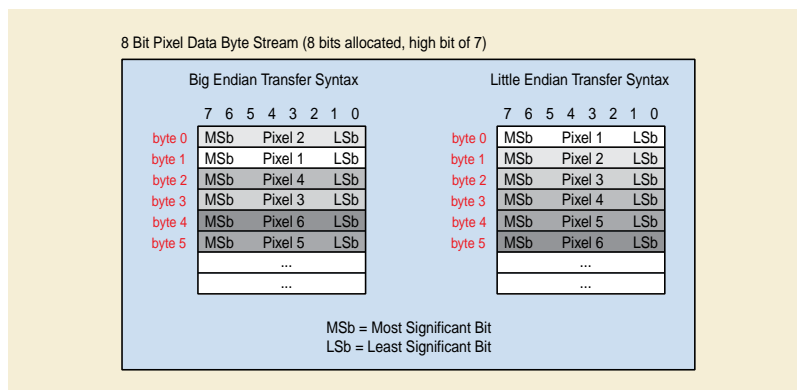 8 Bit Pixel Data Byte Stream (8 bits allocated, high bit of 7)
Big Endian Transfer Syntax
7 6 5 4 3 2 1 0
byte 0 MSb Pixel 2 LSb
byte 1 MSb Pixel 1 LSb
byte 2 MSb Pixel 4 LSb
byte 3 MSb Pixel 3 LSb
byte 4 MSb Pixel 6 LSb
byte 5 MSb Pixel 5 LSb
...
...
Little Endian Transfer Syntax
7 6 5 4 3 2 1 0
byte 0 MSb Pixel 1 LSb
byte 1 MSb Pixel 2 LSb
byte 2 MSb Pixel 3 LSb
byte 3 MSb Pixel 4 LSb
byte 4 MSb Pixel 5 LSb
byte 5 MSb Pixel 6 LSb
...
...
MSb = Most Significant Bit
LSb = Least Significant Bit